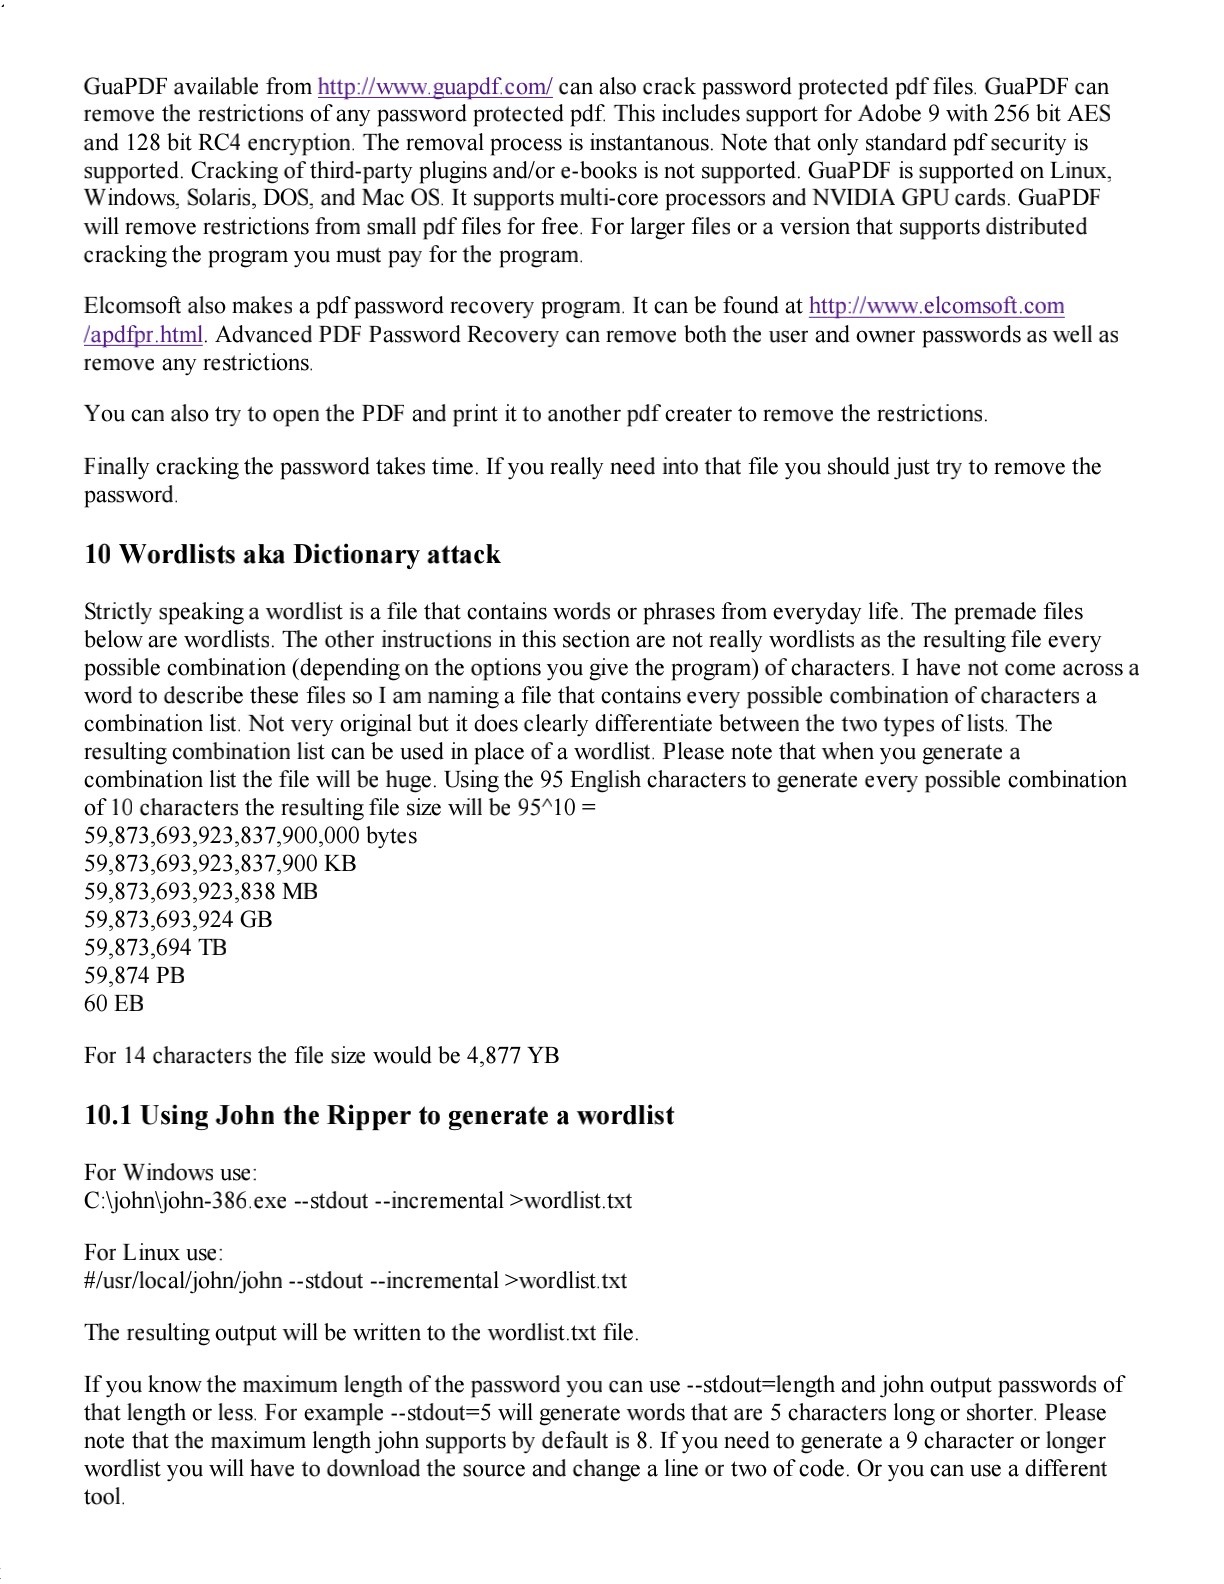 GuaPDF available from http://www.guapdf.com/ can also crack password protected pdf files. GuaPDF can
remove the restrictions of any password protected pdf. This includes support for Adobe 9 with 256 bit AES
and 128 bit RC4 encryption. The removal process is instantanous. Note that only standard pdf security is
supported. Cracking of third-party plugins and/or e-books is not supported. GuaPDF is supported on Linux,
Windows, Solaris, DOS, and Mac OS. It supports multi-core processors and NVIDIA GPU cards. GuaPDF
will remove restrictions from small pdf files for free. For larger files or a version that supports distributed
cracking the program you must pay for the program.

Elcomsoft also makes a pdf password recovery program. It can be found at http://www.elcomsoft.com
/apdfpr.html. Advanced PDF Password Recovery can remove both the user and owner passwords as well as
remove any restrictions.

You can also try to open the PDF and print it to another pdf creater to remove the restrictions.

Finally cracking the password takes time. If you really need into that file you should just try to remove the
password.

10 Wordlists aka Dictionary attack

Strictly speaking a wordlist is a file that contains words or phrases from everyday life. The premade files
below are wordlists. The other instructions in this section are not really wordlists as the resulting file every
possible combination (depending on the options you give the program) of characters. I have not come across a
word to describe these files so I am naming a file that contains every possible combination of characters a
combination list. Not very original but it does clearly differentiate between the two types of lists. The
resulting combination list can be used in place of a wordlist. Please note that when you generate a
combination list the file will be huge. Using the 95 English characters to generate every possible combination
of 10 characters the resulting file size will be 95^10 =
59,873,693,923,837,900,000 bytes
59,873,693,923,837,900 KB
59,873,693,923,838 MB
59,873,693,924 GB
59,873,694 TB
59,874 PB
60 EB

For 14 characters the file size would be 4,877 YB

10.1 Using John the Ripper to generate a wordlist

For Windows use:
C:\john\john-386.exe --stdout --incremental >wordlist.txt

For Linux use:
#/usr/local/john/john --stdout --incremental >wordlist.txt

The resulting output will be written to the wordlist.txt file.

If you know the maximum length of the password you can use --stdout=length and john output passwords of
that length or less. For example --stdout=5 will generate words that are 5 characters long or shorter. Please
note that the maximum length john supports by default is 8. If you need to generate a 9 character or longer
wordlist you will have to download the source and change a line or two of code. Or you can use a different
tool.